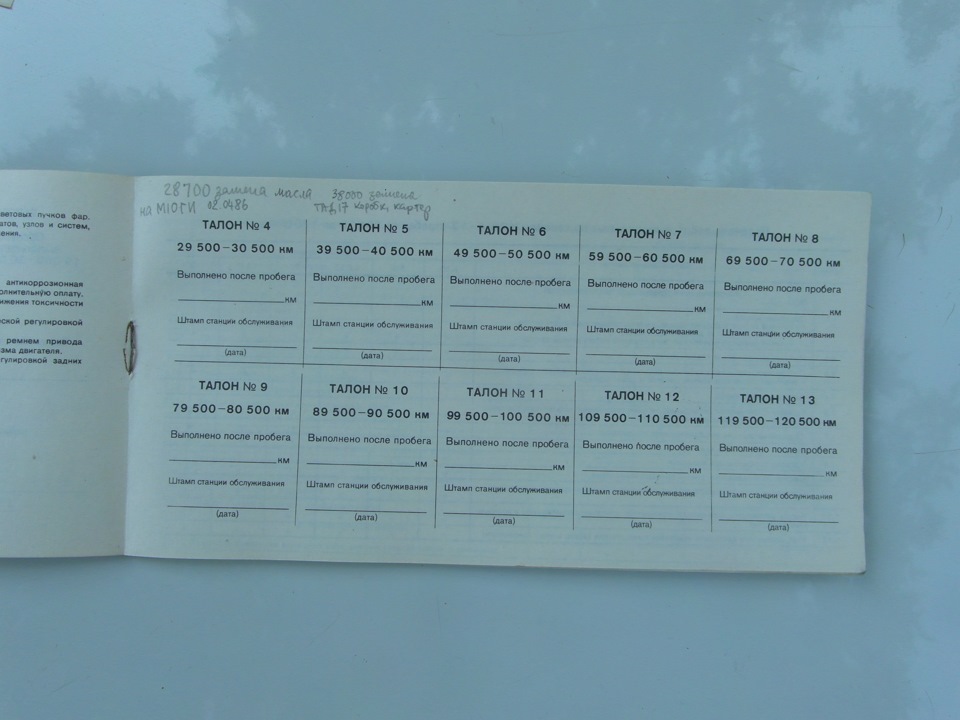 ветовых пучков фар.
атов, узлов и систем,
ения.
антикоррозионная
олнительную оплату.
ижения токсичности
ской регулировкой
ремнем привода
зма двигателя.
гулировкой задних
28700 замена масла 38000 замена
на М10ГИ 02.04.86 ТАД17 коробк, картер
ТАЛОН № 4 ТАЛОН № 5 ТАЛОН № 6 ТАЛОН № 7 ТАЛОН № 8
29 500–30 500 км 39 500–40 500 км 49 500–50 500 км 59 500–60 500 км 69 500–70 500 км
Выполнено после пробега Выполнено после пробега Выполнено после пробега Выполнено после пробега Выполнено после пробега
км км км км км
Штамп станции обслуживания Штамп станции обслуживания Штамп станции обслуживания Штамп станции обслуживания Штамп станции обслуживания
(дата) (дата) (дата) (дата) (дата)
ТАЛОН № 9 ТАЛОН № 10 ТАЛОН № 11 ТАЛОН № 12 ТАЛОН № 13
79 500–80 500 км 89 500–90 500 км 99 500–100 500 км 109 500–110 500 км 119 500–120 500 км
Выполнено после пробега Выполнено после пробега Выполнено после пробега Выполнено после пробега Выполнено после пробега
км км км км км
Штамп станции обслуживания Штамп станции обслуживания Штамп станции обслуживания Штамп станции обслуживания Штамп станции обслуживания
(дата) (дата) (дата) (дата) (дата)